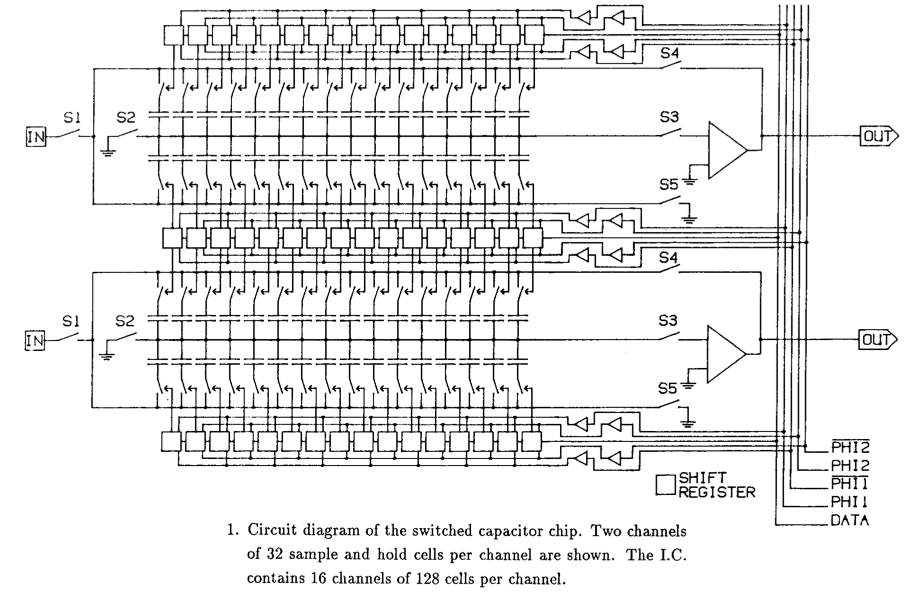 S4
S1
S2
S3
IN
OUT
S5
S4
S1
S2
S3
IN
OUT
S5
PHI2
PHI2
SHIFT
REGISTER
PHI1
PHI1
DATA
1. Circuit diagram of the switched capacitor chip. Two channels
of 32 sample and hold cells per channel are shown. The I.C.
contains 16 channels of 128 cells per channel.